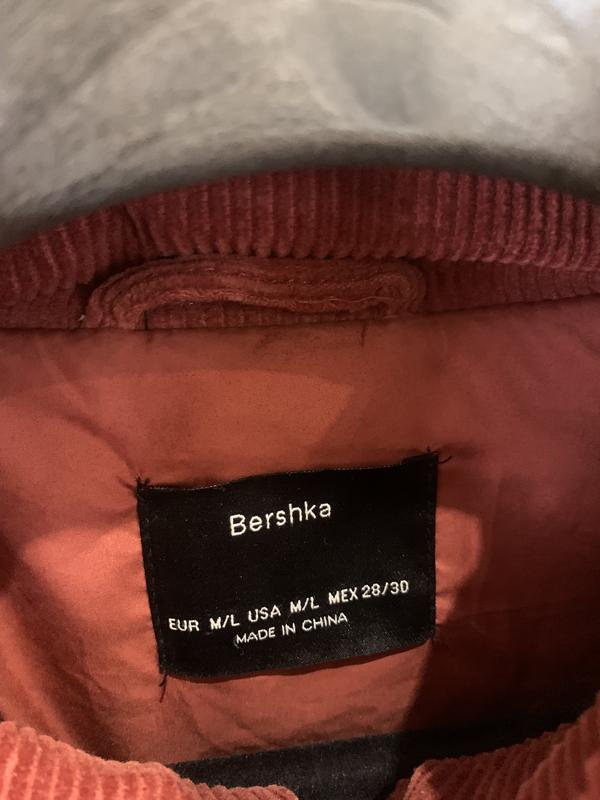 Bershka
EUR M/L USA M/L MEX 28/30
MADE IN CHINA